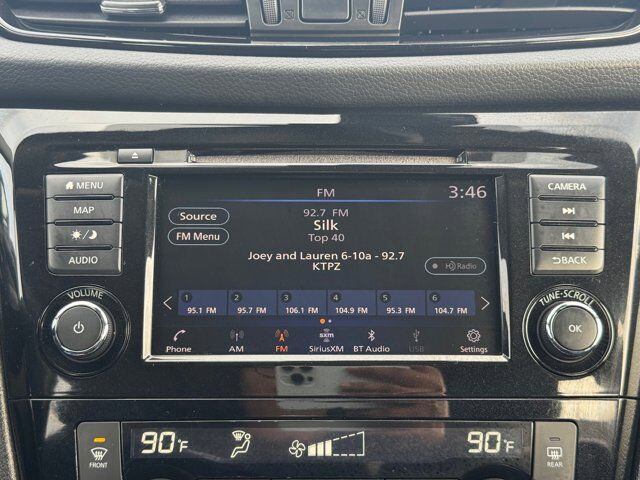 FM
3:46
92.7 FM
Silk
Top 40
Source
FM Menu
Joey and Lauren 6-10a - 92.7
KTPZ
HD Radio
1 2 3 4 5 6
95.1 FM 95.7 FM 106.1 FM 104.9 FM 95.3 FM 104.7 FM
sxm
Phone AM FM SiriusXM BT Audio USB Settings
MENU
MAP
AUDIO
VOLUME
CAMERA
BACK
TUNE·SCROLL
OK
FRONT
90°F
90°F
REAR